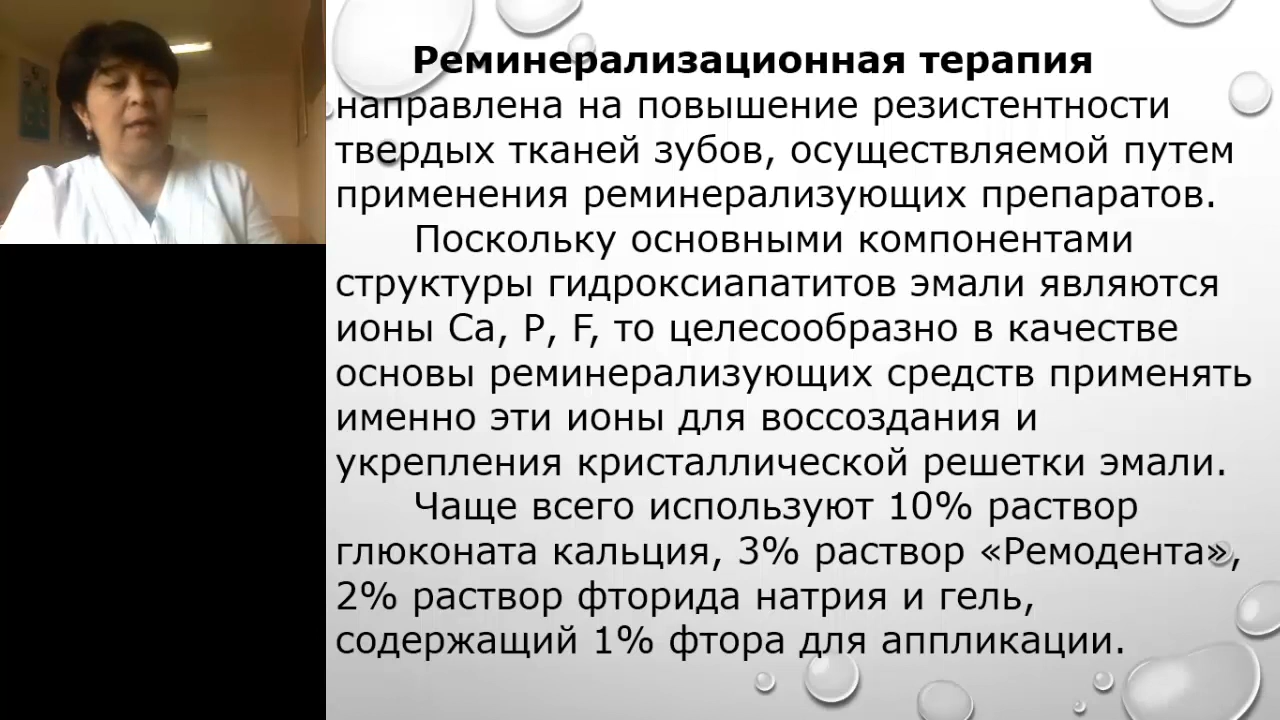 Реминерализационная терапия
направлена на повышение резистентности
твердых тканей зубов, осуществляемой путем
применения реминерализующих препаратов.
Поскольку основными компонентами
структуры гидроксиапатитов эмали являются
ионы Ca, P, F, то целесообразно в качестве
основы реминерализующих средств применять
именно эти ионы для воссоздания и
укрепления кристаллической решетки эмали.
Чаще всего используют 10% раствор
глюконата кальция, 3% раствор «Ремодента»,
2% раствор фторида натрия и гель,
содержащий 1% фтора для аппликации.